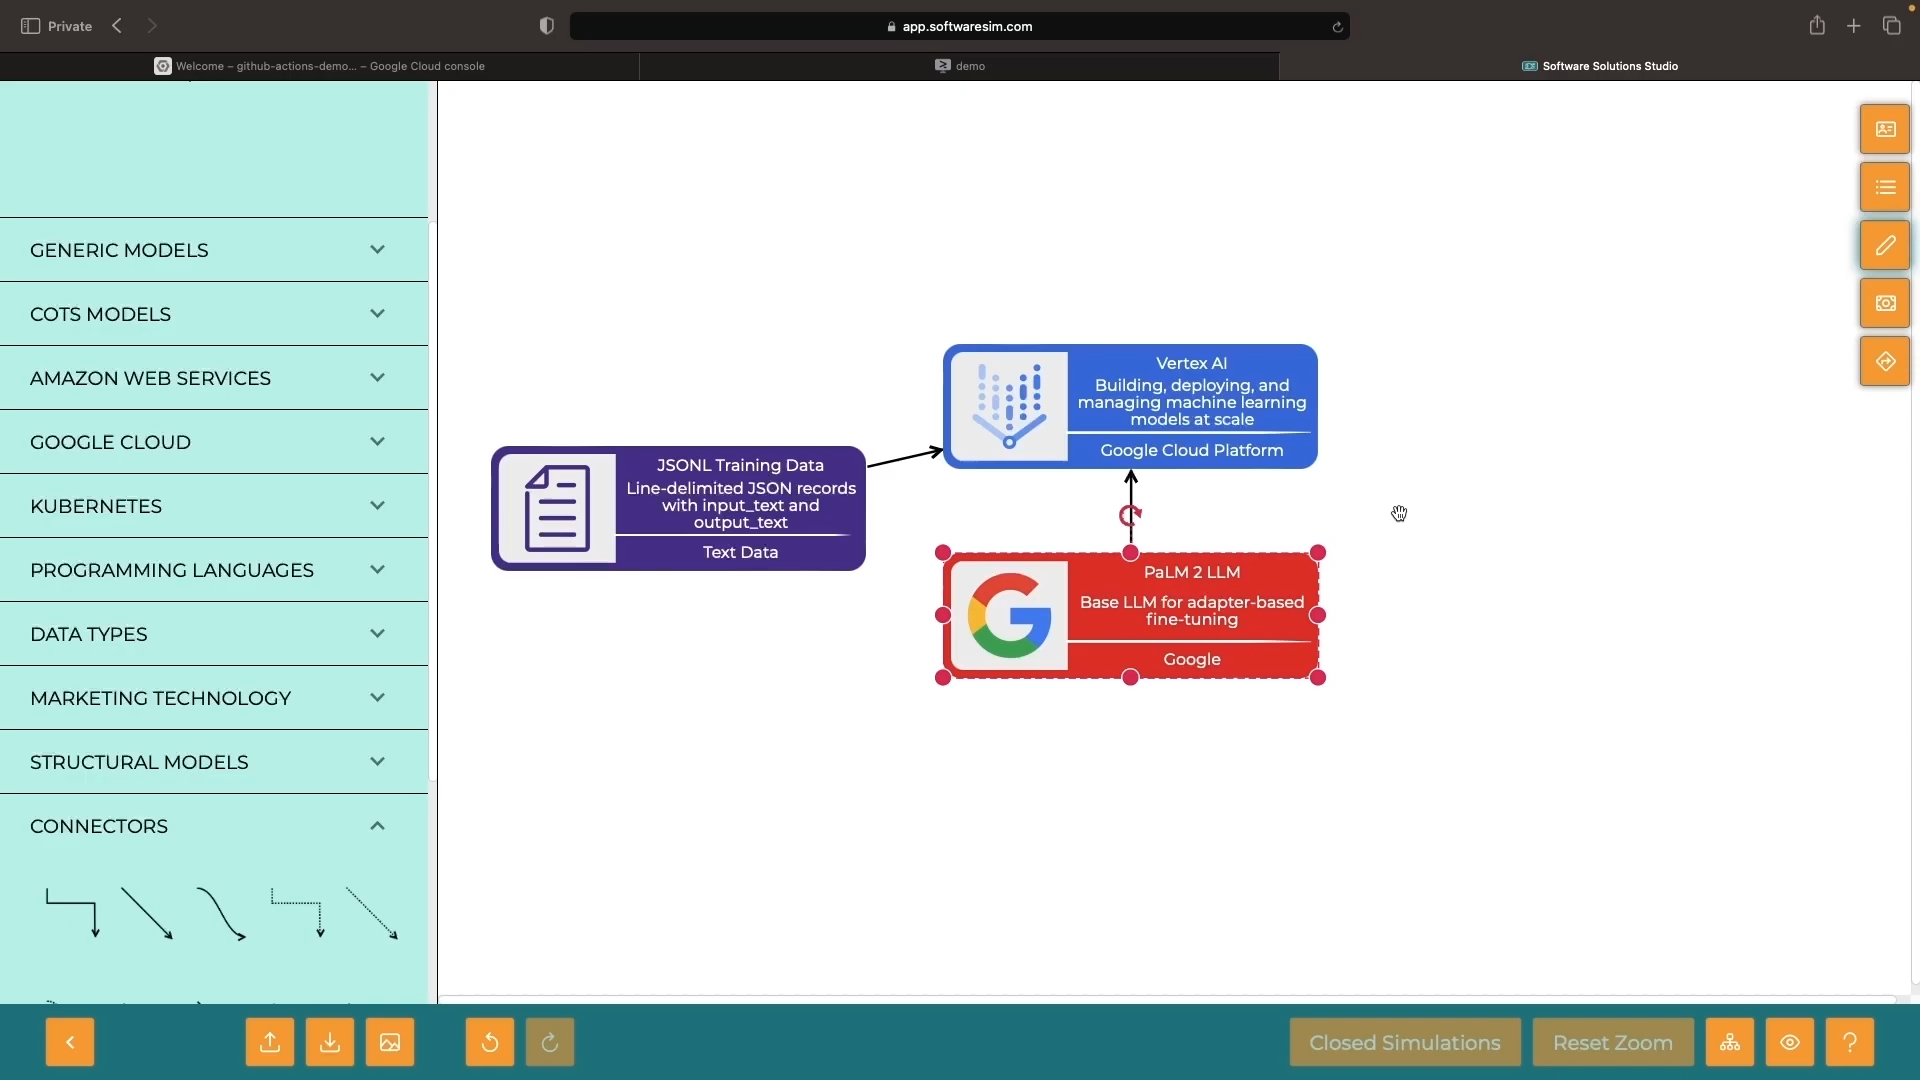 Private
app.softwaresim.com
Welcome – github-actions-demo... – Google Cloud console
demo
Software Solutions Studio
GENERIC MODELS
COTS MODELS
AMAZON WEB SERVICES
GOOGLE CLOUD
KUBERNETES
PROGRAMMING LANGUAGES
DATA TYPES
MARKETING TECHNOLOGY
STRUCTURAL MODELS
CONNECTORS
Vertex AI
Building, deploying, and
managing machine learning
models at scale
Google Cloud Platform
JSONL Training Data
Line-delimited JSON records
with input_text and
output_text
Text Data
PaLM 2 LLM
Base LLM for adapter-based
fine-tuning
Google
Closed Simulations
Reset Zoom